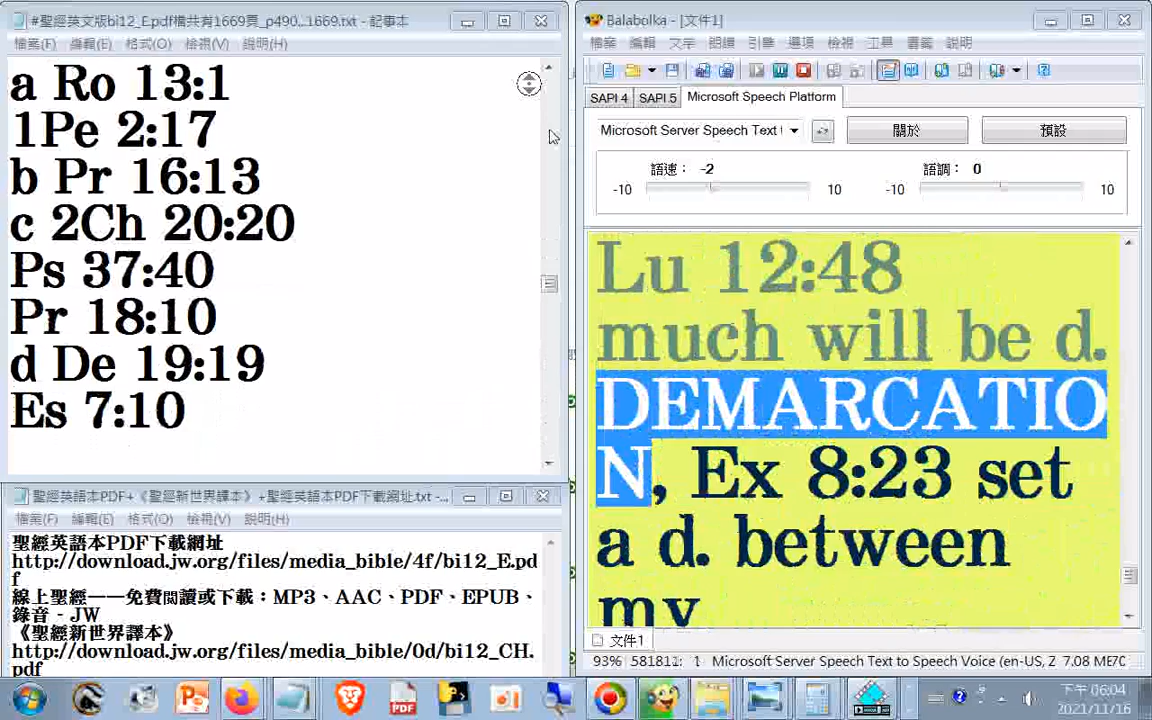 #聖經英文版bi12_E.pdf檔共有1669頁_p490...1669.txt - 記事本
檔案(F) 編輯(E) 格式(O) 檢視(V) 說明(H)
a Ro 13:1
1Pe 2:17
b Pr 16:13
c 2Ch 20:20
Ps 37:40
Pr 18:10
d De 19:19
Es 7:10
聖經英語本PDF+《聖經新世界譯本》+聖經英語本PDF下載網址.txt - ...
檔案(F) 編輯(E) 格式(O) 檢視(V) 說明(H)
聖經英語本PDF下載網址
http://download.jw.org/files/media_bible/4f/bi12_E.pd
f
線上聖經——免費閱讀或下載：MP3、AAC、PDF、EPUB、
錄音 - JW
《聖經新世界譯本》
http://download.jw.org/files/media_bible/0d/bi12_CH.
pdf
Balabolka - [文件1]
檔案 編輯 文字 朗讀 引擎 選項 檢視 工具 書籤 說明
SAPI 4 SAPI 5 Microsoft Speech Platform
Microsoft Server Speech Text 關於 預設
語速： -2 語調： 0
-10 10 -10 10
Lu 12:48
much will be d.
DEMARCATIO
N, Ex 8:23 set
a d. between
my
文件1
93% 581811: 1 Microsoft Server Speech Text to Speech Voice (en-US, Z 7.08 МБ
PDF
下午 06:04
2021/11/16